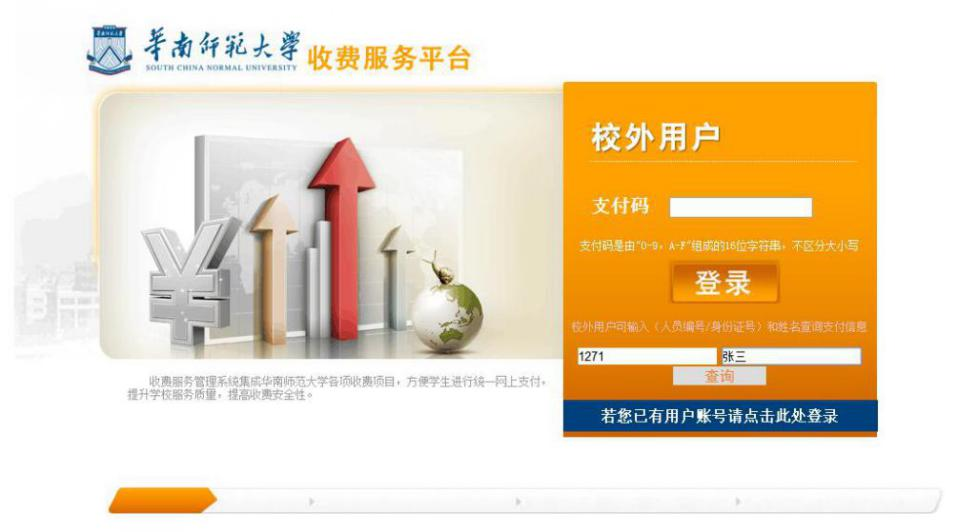 華南師範大學
SOUTH CHINA NORMAL UNIVERSITY
收费服务平台
校外用户
支付码
支付码是由"0-9，A-F"组成的16位字符串，不区分大小写
登录
校外用户可输入（人员编号/身份证号）和姓名查询支付信息
1271 张三
查询
若您已有用户账号请点击此处登录
收费服务管理系统集成华南师范大学各项收费项目，方便学生进行统一网上支付，
提升学校服务质量，提高收费安全性。